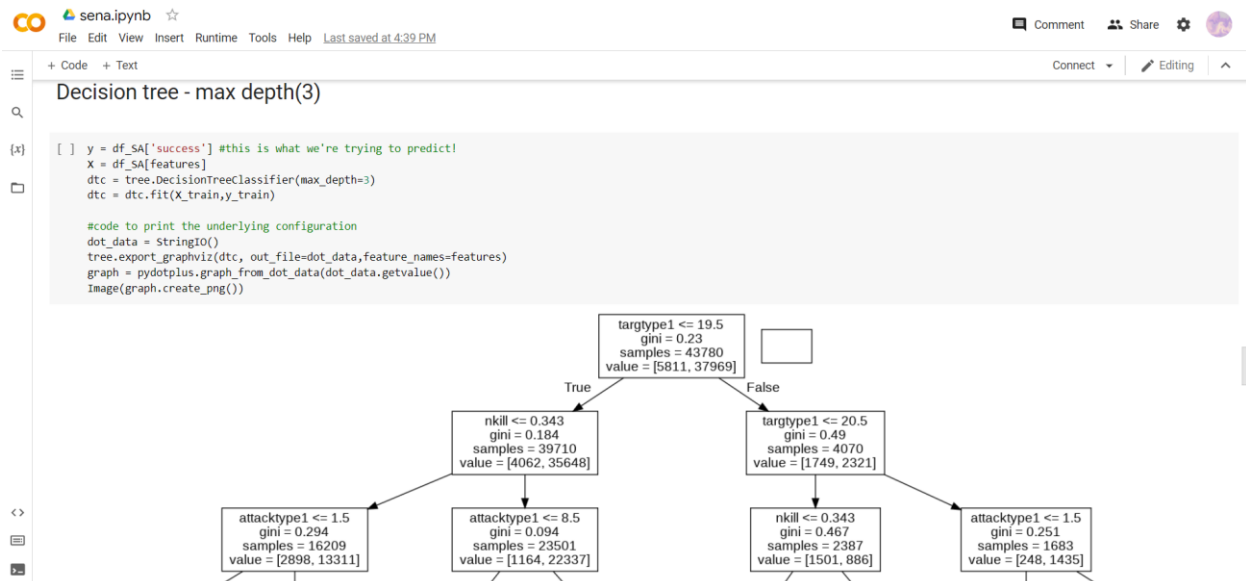 sena.ipynb
File Edit View Insert Runtime Tools Help Last saved at 4:39 PM
Comment Share
+ Code + Text
Connect Editing
Decision tree - max depth(3)
[ ] y = df_SA['success'] #this is what we're trying to predict!
X = df_SA[features]
dtc = tree.DecisionTreeClassifier(max_depth=3)
dtc = dtc.fit(X_train,y_train)
#code to print the underlying configuration
dot_data = StringIO()
tree.export_graphviz(dtc, out_file=dot_data,feature_names=features)
graph = pydotplus.graph_from_dot_data(dot_data.getvalue())
Image(graph.create_png())
targtype1 <= 19.5
gini = 0.23
samples = 43780
value = [5811, 37969]
True
False
nkill <= 0.343
gini = 0.184
samples = 39710
value = [4062, 35648]
targtype1 <= 20.5
gini = 0.49
samples = 4070
value = [1749, 2321]
attacktype1 <= 1.5
gini = 0.294
samples = 16209
value = [2898, 13311]
attacktype1 <= 8.5
gini = 0.094
samples = 23501
value = [1164, 22337]
nkill <= 0.343
gini = 0.467
samples = 2387
value = [1501, 886]
attacktype1 <= 1.5
gini = 0.251
samples = 1683
value = [248, 1435]